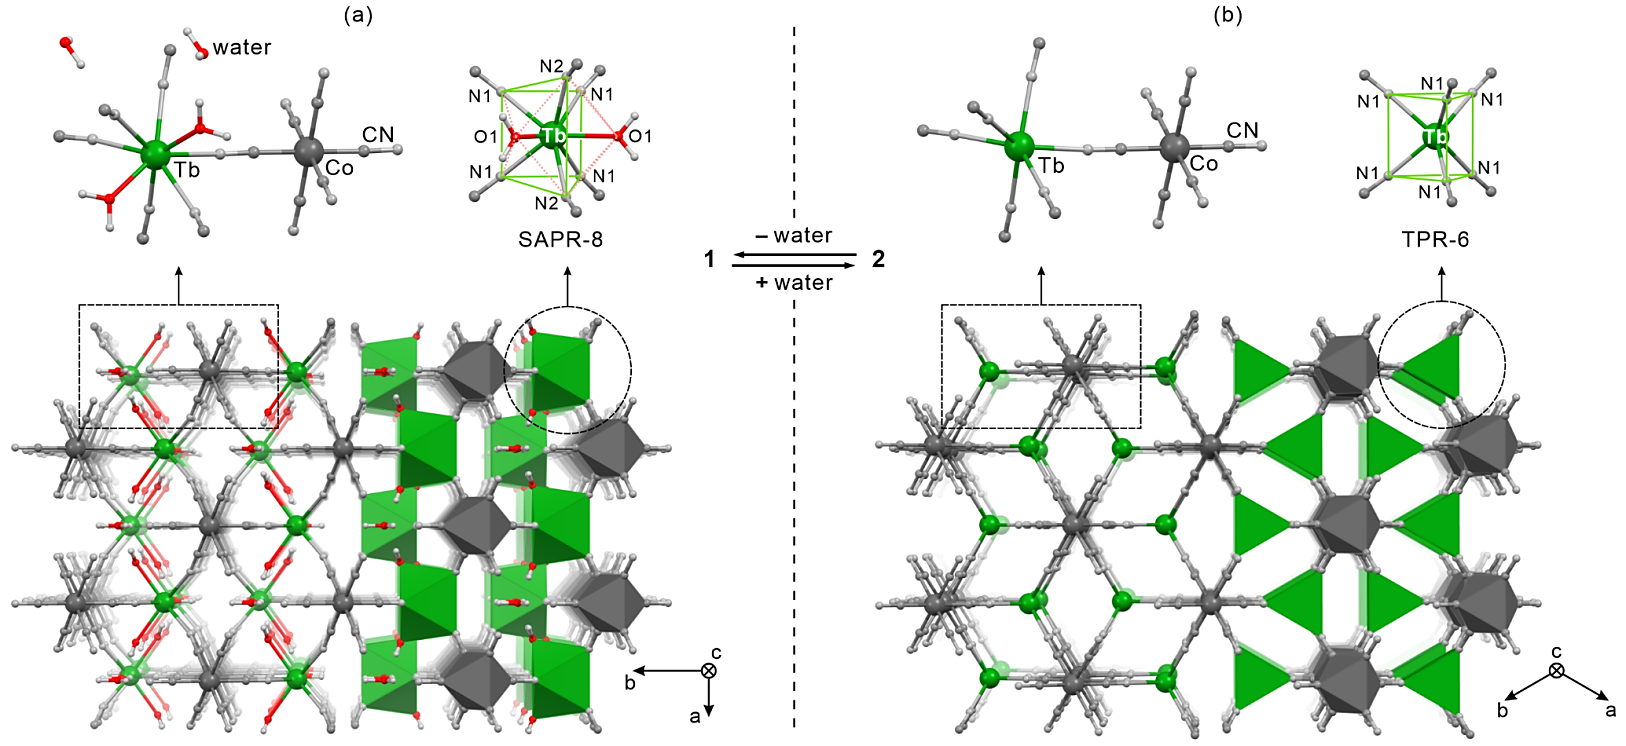 (a)
water
Tb
CN
Co
N2
N1
N1
O1
Tb
O1
N1
N1
N2
SAPR-8
b
a
c
– water
1
2
+ water
(b)
Tb
CN
Co
N1
N1
N1
Tb
N1
N1
N1
TPR-6
c
b
a